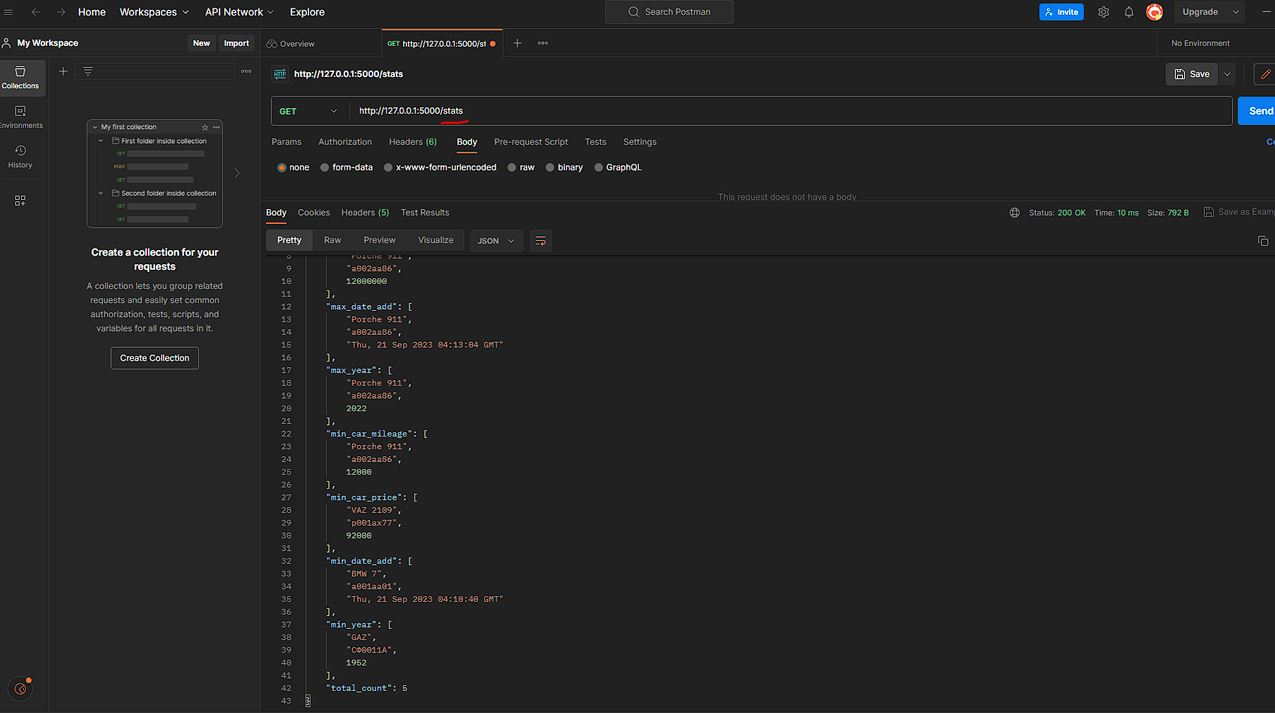 Home Workspaces API Network Explore Search Postman Invite Upgrade
My Workspace New Import Overview GET http://127.0.0.1:5000/st No Environment
Collections
Environments
History
My first collection
First folder inside collection
GET
POST
GET
Second folder inside collection
GET
GET
Create a collection for your
requests
A collection lets you group related
requests and easily set common
authorization, tests, scripts, and
variables for all requests in it.
Create Collection
HTTP http://127.0.0.1:5000/stats Save
GET http://127.0.0.1:5000/stats Send
Params Authorization Headers (6) Body Pre-request Script Tests Settings Co
none form-data x-www-form-urlencoded raw binary GraphQL
This request does not have a body
Body Cookies Headers (5) Test Results Status: 200 OK Time: 10 ms Size: 792 B Save as Exam
Pretty Raw Preview Visualize JSON
8 "Porche 911",
9 "a002aa86",
10 12000000
11 ],
12 "max_date_add": [
13 "Porche 911",
14 "a002aa86",
15 "Thu, 21 Sep 2023 04:13:04 GMT"
16 ],
17 "max_year": [
18 "Porche 911",
19 "a002aa86",
20 2022
21 ],
22 "min_car_mileage": [
23 "Porche 911",
24 "a002aa86",
25 12000
26 ],
27 "min_car_price": [
28 "VAZ 2109",
29 "p001ax77",
30 92000
31 ],
32 "min_date_add": [
33 "BMW 7",
34 "a001aa01",
35 "Thu, 21 Sep 2023 04:10:40 GMT"
36 ],
37 "min_year": [
38 "GAZ",
39 "СФ0011А",
40 1952
41 ],
42 "total_count": 5
43 }